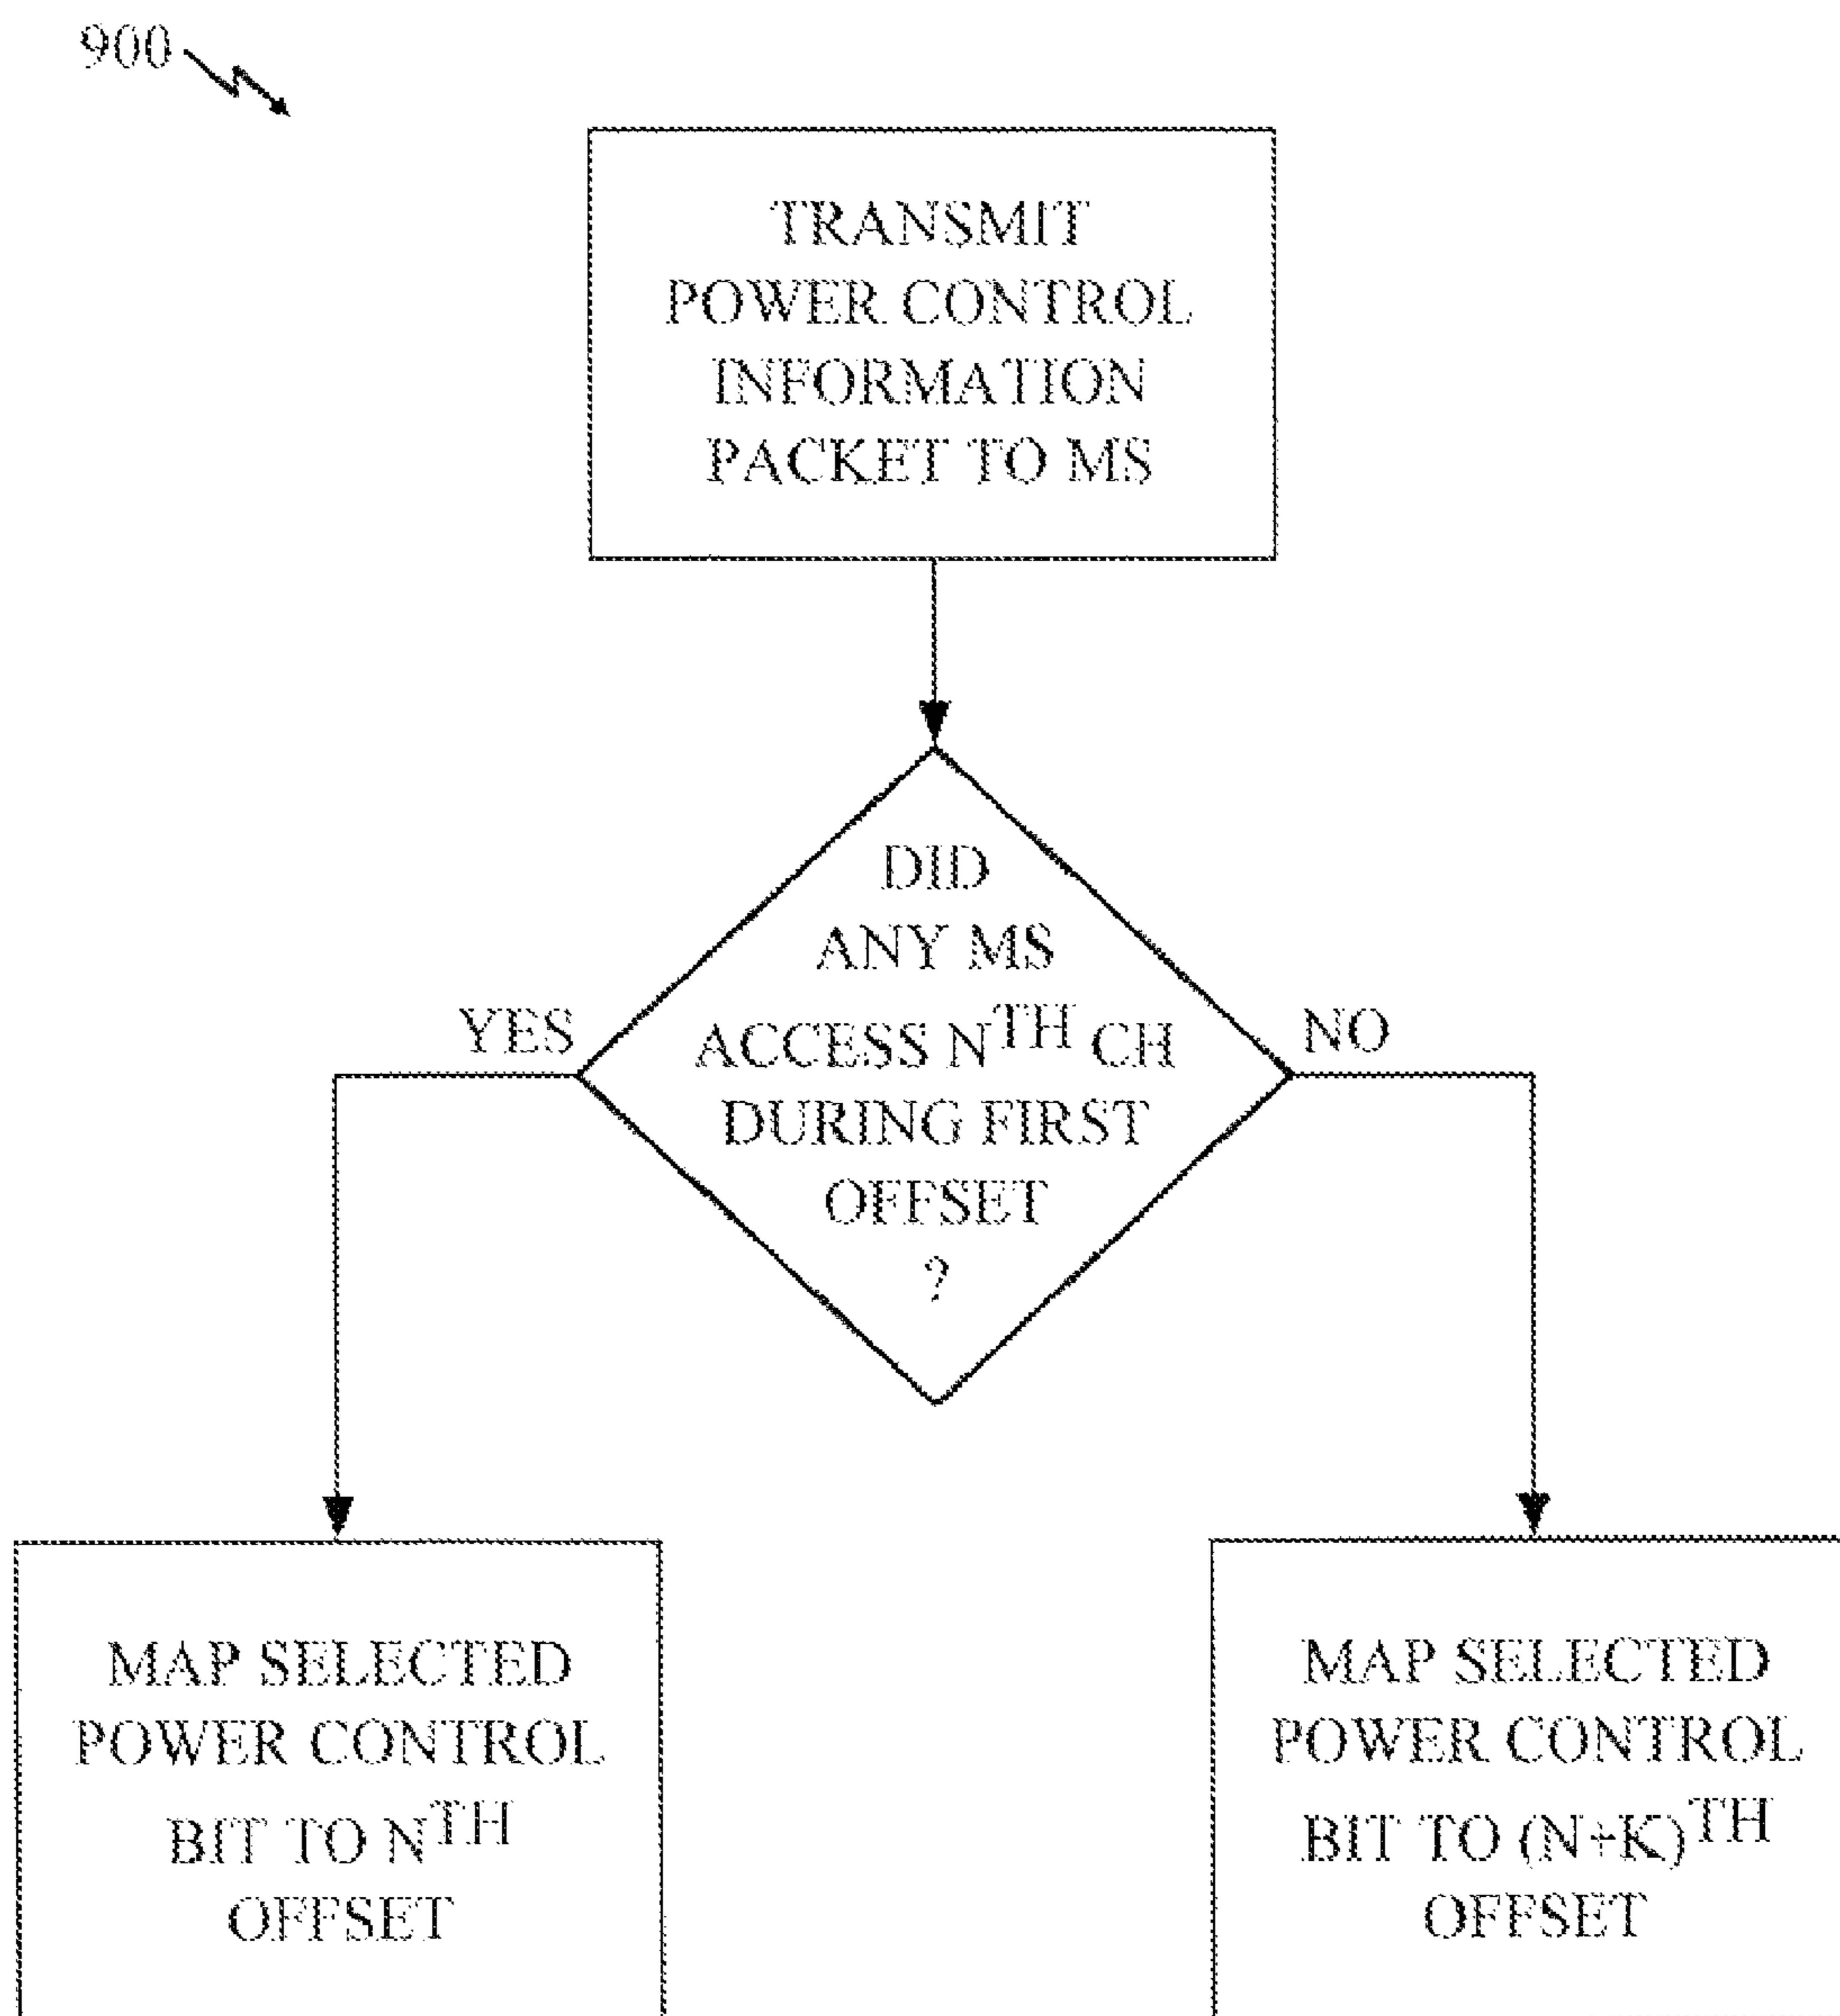 900
TRANSMIT
POWER CONTROL
INFORMATION
PACKET TO MS
DID
ANY MS
ACCESS N^TH CH
DURING FIRST
OFFSET
?
YES
NO
MAP SELECTED
POWER CONTROL
BIT TO N^TH
OFFSET
MAP SELECTED
POWER CONTROL
BIT TO (N+K)^TH
OFFSET